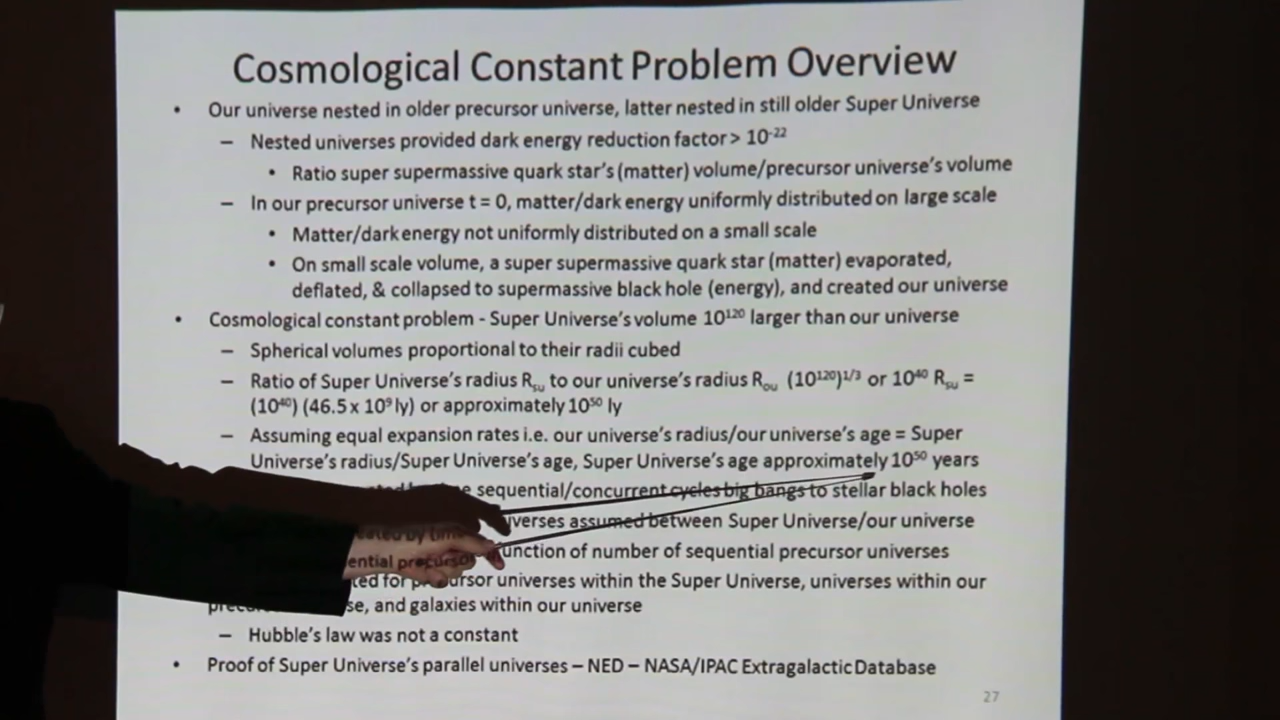 Cosmological Constant Problem Overview
• Our universe nested in older precursor universe, latter nested in still older Super Universe
– Nested universes provided dark energy reduction factor > 10⁻²²
• Ratio super supermassive quark star's (matter) volume/precursor universe's volume
– In our precursor universe t = 0, matter/dark energy uniformly distributed on large scale
• Matter/dark energy not uniformly distributed on a small scale
• On small scale volume, a super supermassive quark star (matter) evaporated,
deflated, & collapsed to supermassive black hole (energy), and created our universe
• Cosmological constant problem - Super Universe's volume 10¹²⁰ larger than our universe
– Spherical volumes proportional to their radii cubed
– Ratio of Super Universe's radius Rsu to our universe's radius Rou (10¹²⁰)¹/³ or 10⁴⁰ Rsu =
(10⁴⁰) (46.5 x 10⁹ ly) or approximately 10⁵⁰ ly
– Assuming equal expansion rates i.e. our universe's radius/our universe's age = Super
Universe's radius/Super Universe's age, Super Universe's age approximately 10⁵⁰ years
sequential/concurrent cycles big bangs to stellar black holes
assumed between Super Universe/our universe
function of number of sequential precursor universes
for precursor universes within the Super Universe, universes within our
and galaxies within our universe
– Hubble's law was not a constant
• Proof of Super Universe's parallel universes – NED – NASA/IPAC Extragalactic Database
27